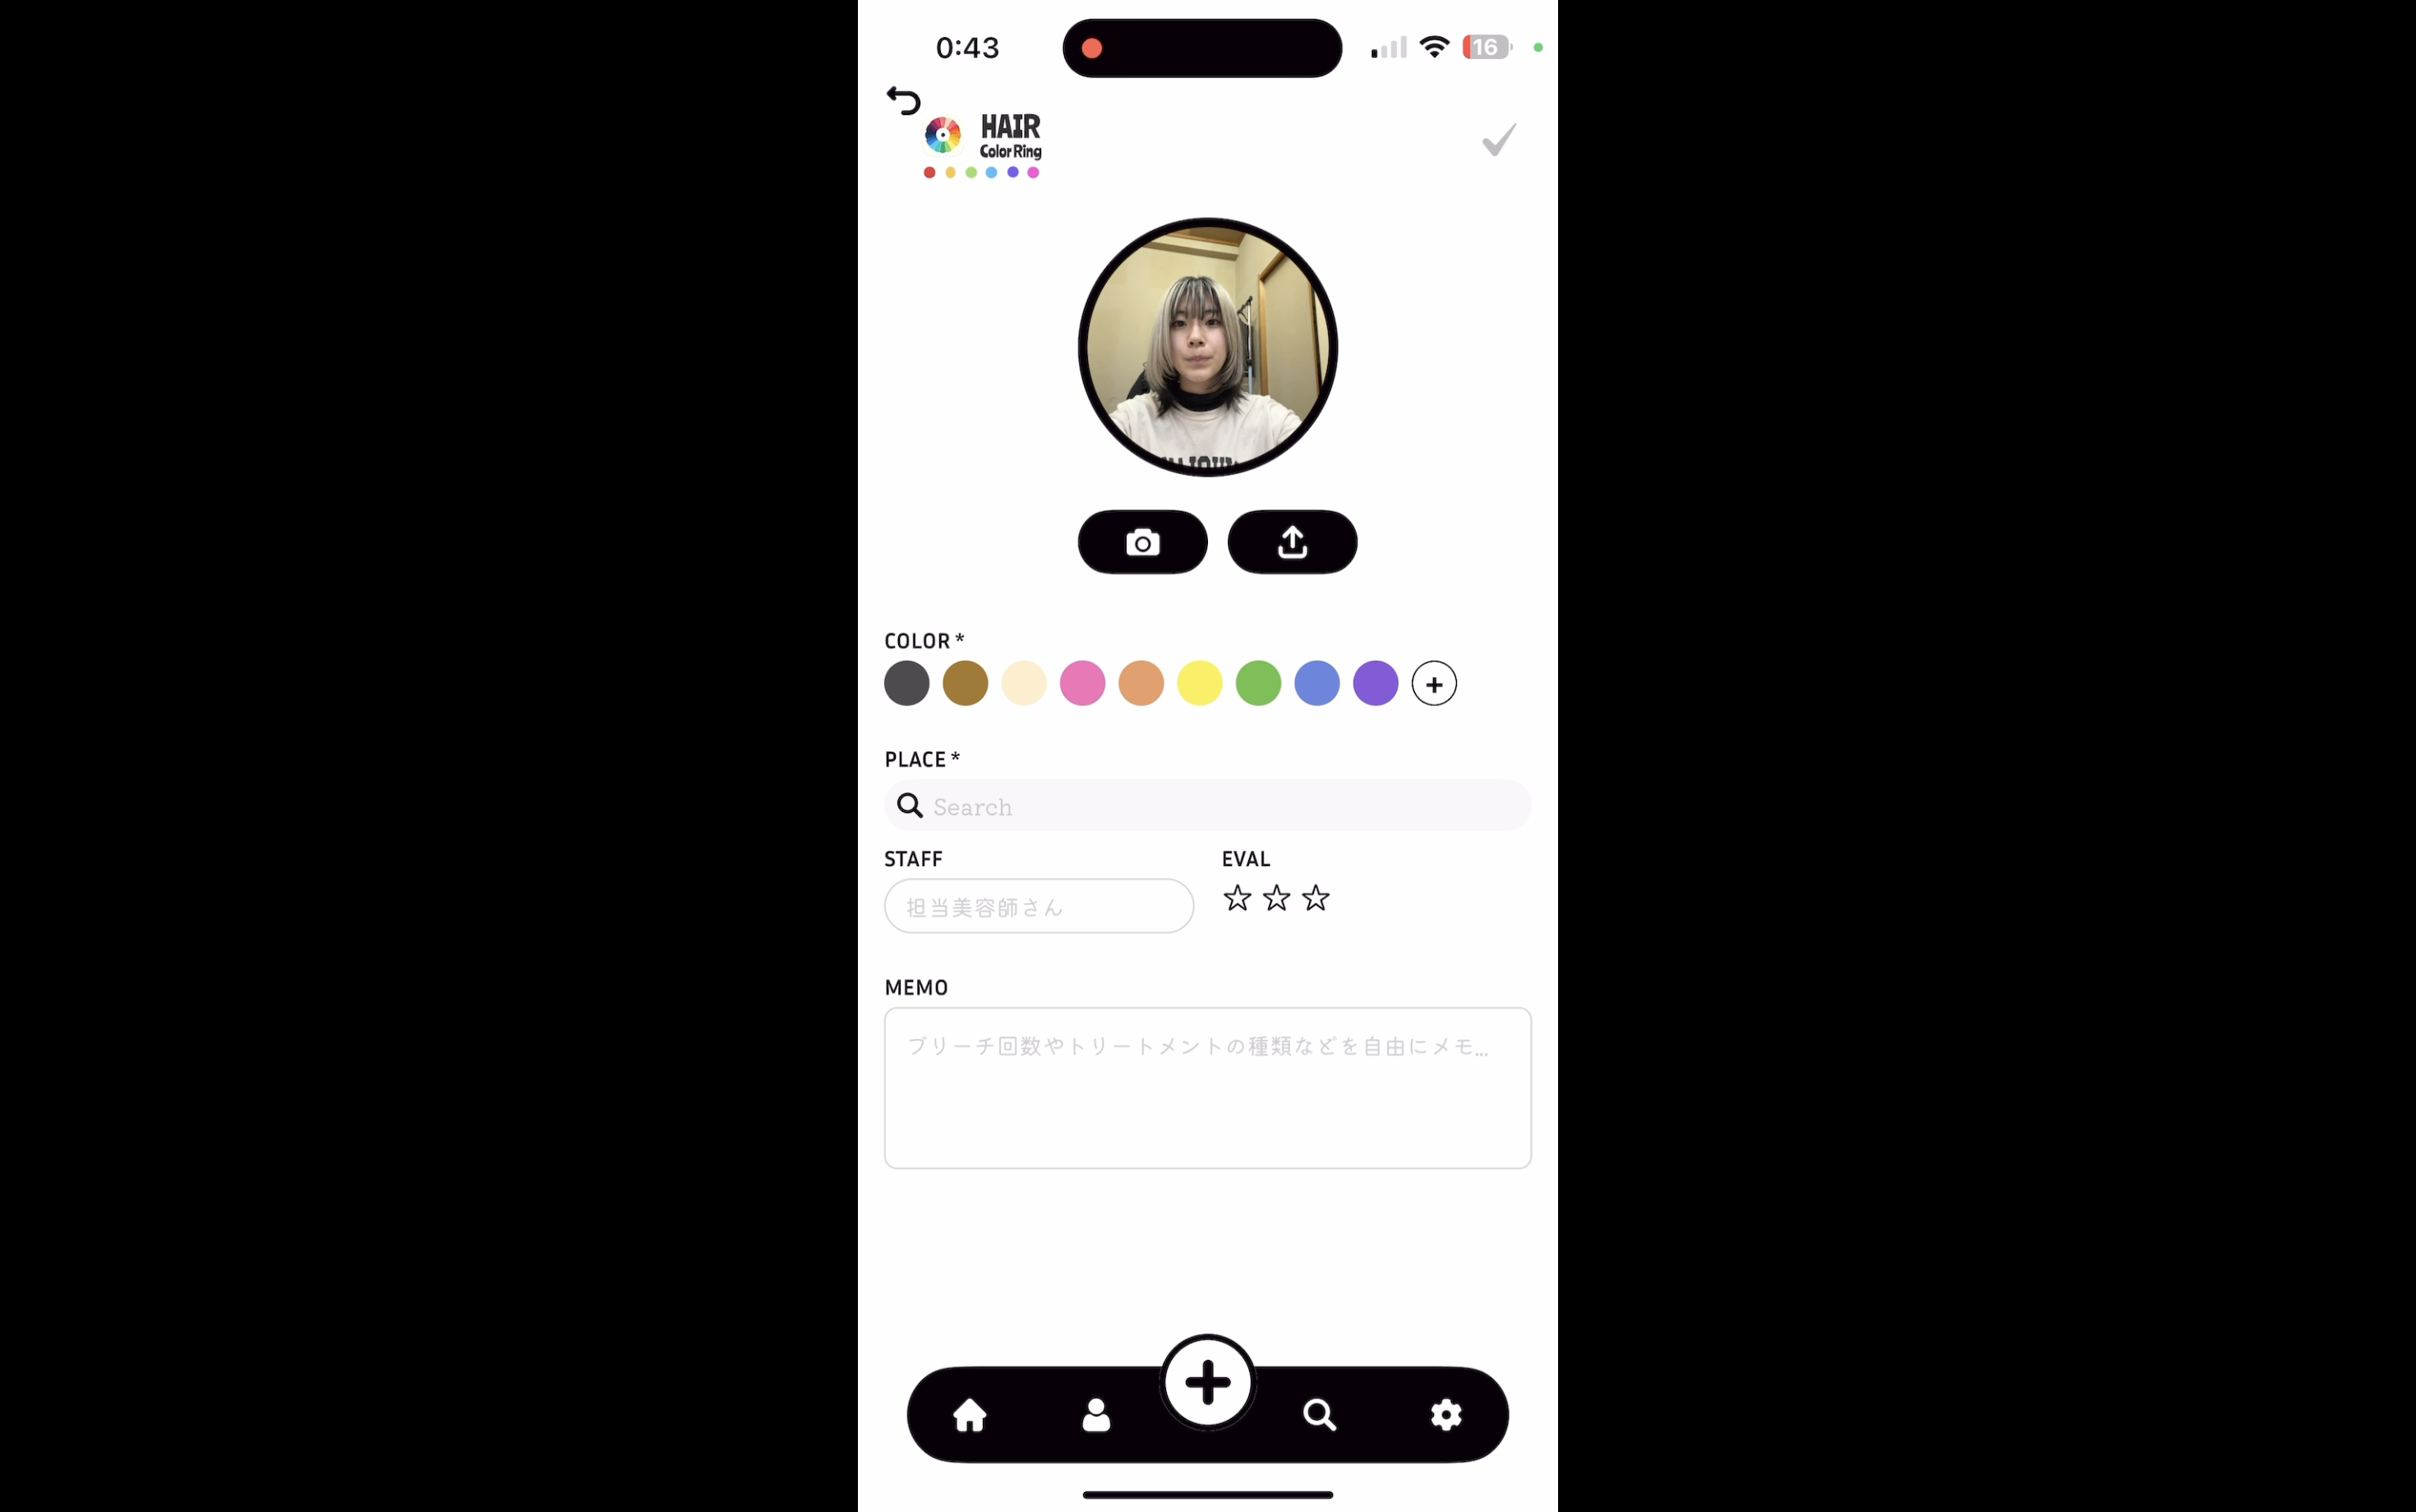 0:43
16
HAIR
Color Ring
COLOR *
PLACE *
Search
STAFF
EVAL
担当美容師さん
MEMO
ブリーチ回数やトリートメントの種類などを自由にメモ...